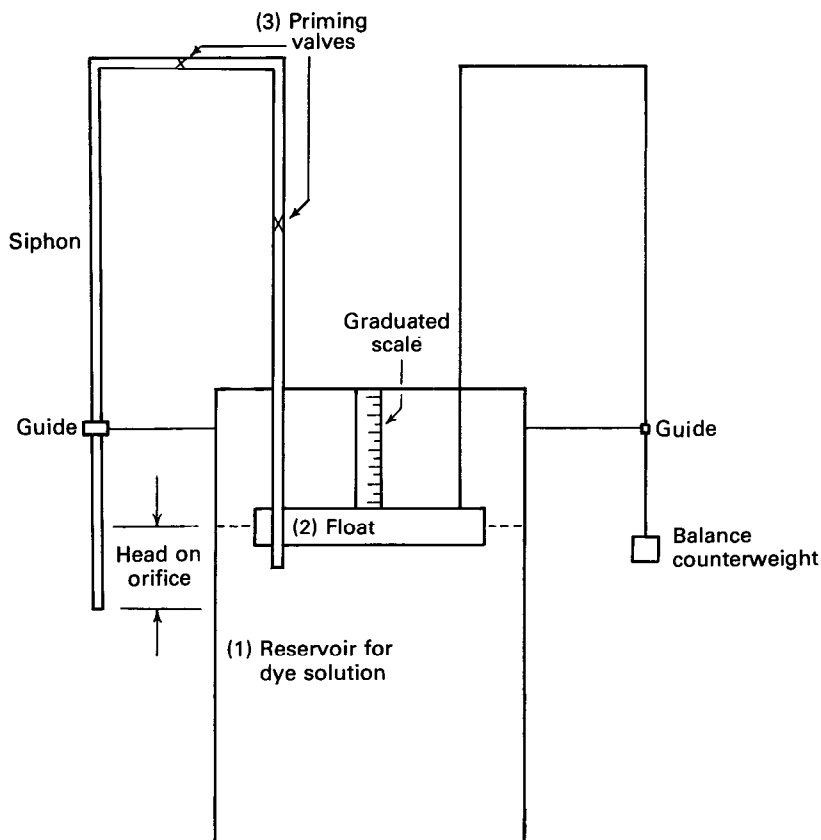 (3) Priming
valves
Siphon
Graduated
scale
Guide
Guide
(2) Float
Head on
orifice
Balance
counterweight
(1) Reservoir for
dye solution